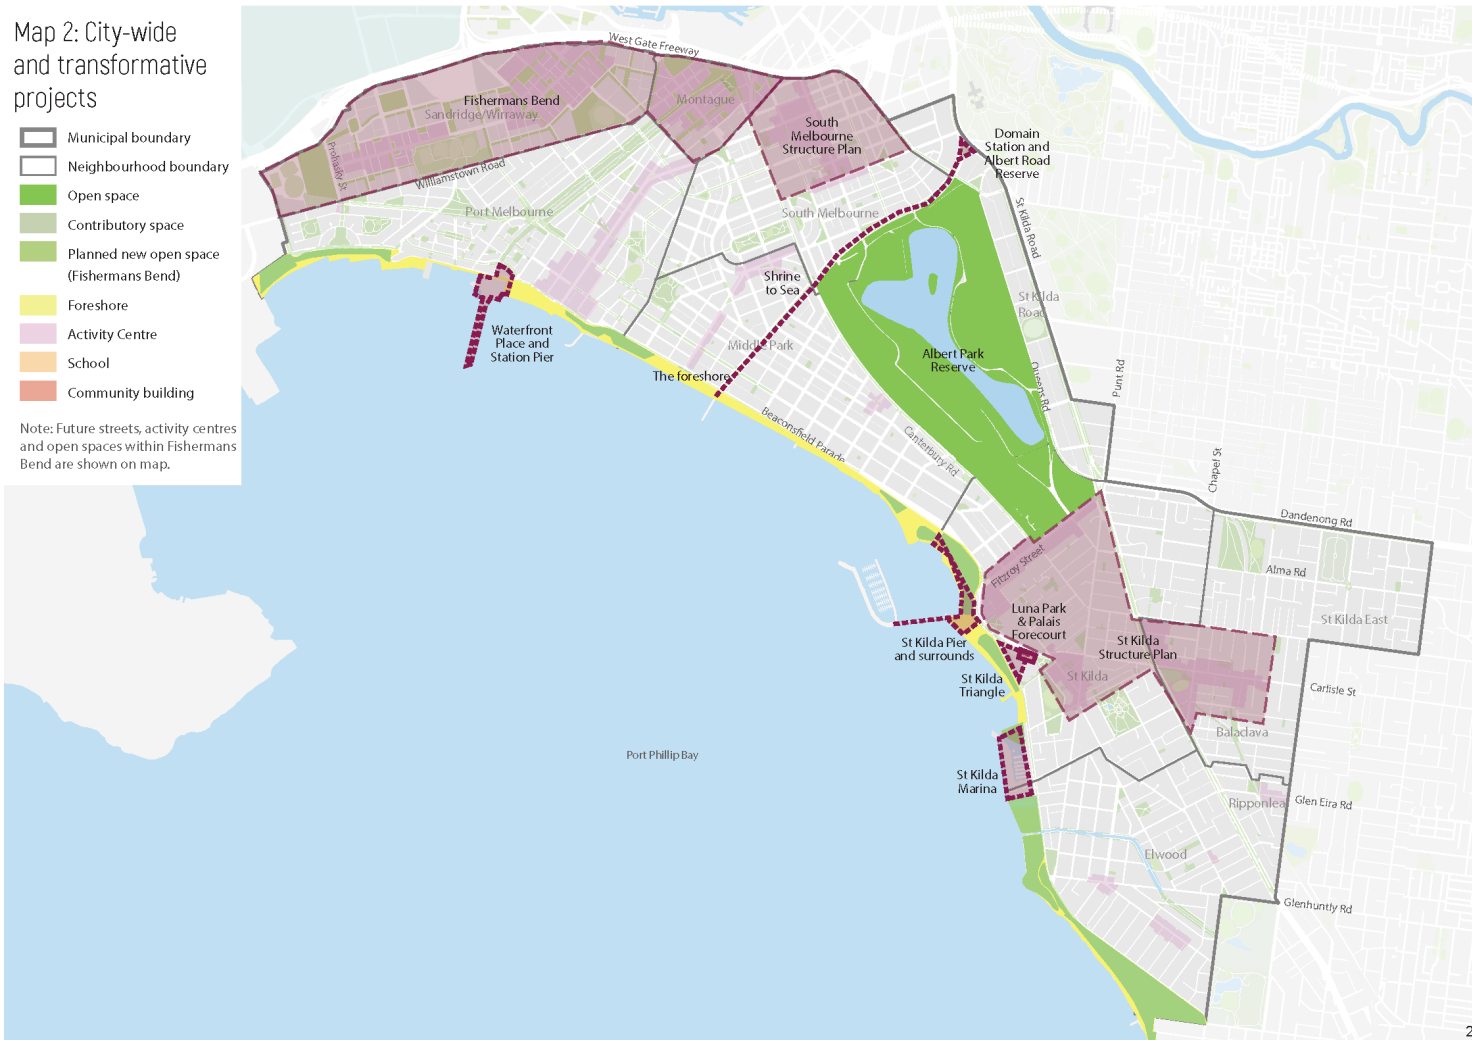 Map 2: City-wide
and transformative
projects
Municipal boundary
Neighbourhood boundary
Open space
Contributory space
Planned new open space
(Fishermans Bend)
Foreshore
Activity Centre
School
Community building
Note: Future streets, activity centres
and open spaces within Fishermans
Bend are shown on map.
West Gate Freeway
Fishermans Bend
Sandridge/Wirraway
Montague
South
Melbourne
Structure Plan
Domain
Station and
Albert Road
Reserve
Prohasky St
Williamstown Road
Port Melbourne
South Melbourne
St Kilda Road
Shrine
to Sea
St Kilda
Road
Waterfront
Place and
Station Pier
Middle Park
Albert Park
Reserve
The foreshore
Queens Rd
Punt Rd
Beaconsfield Parade
Canterbury Rd
Chapel St
Dandenong Rd
Fitzroy Street
Alma Rd
Luna Park
& Palais
Forecourt
St Kilda East
St Kilda Pier
and surrounds
St Kilda
Structure Plan
St Kilda
Triangle
St Kilda
Carlisle St
Balaclava
Port Phillip Bay
St Kilda
Marina
Ripponlea
Glen Eira Rd
Elwood
Glenhuntly Rd
2